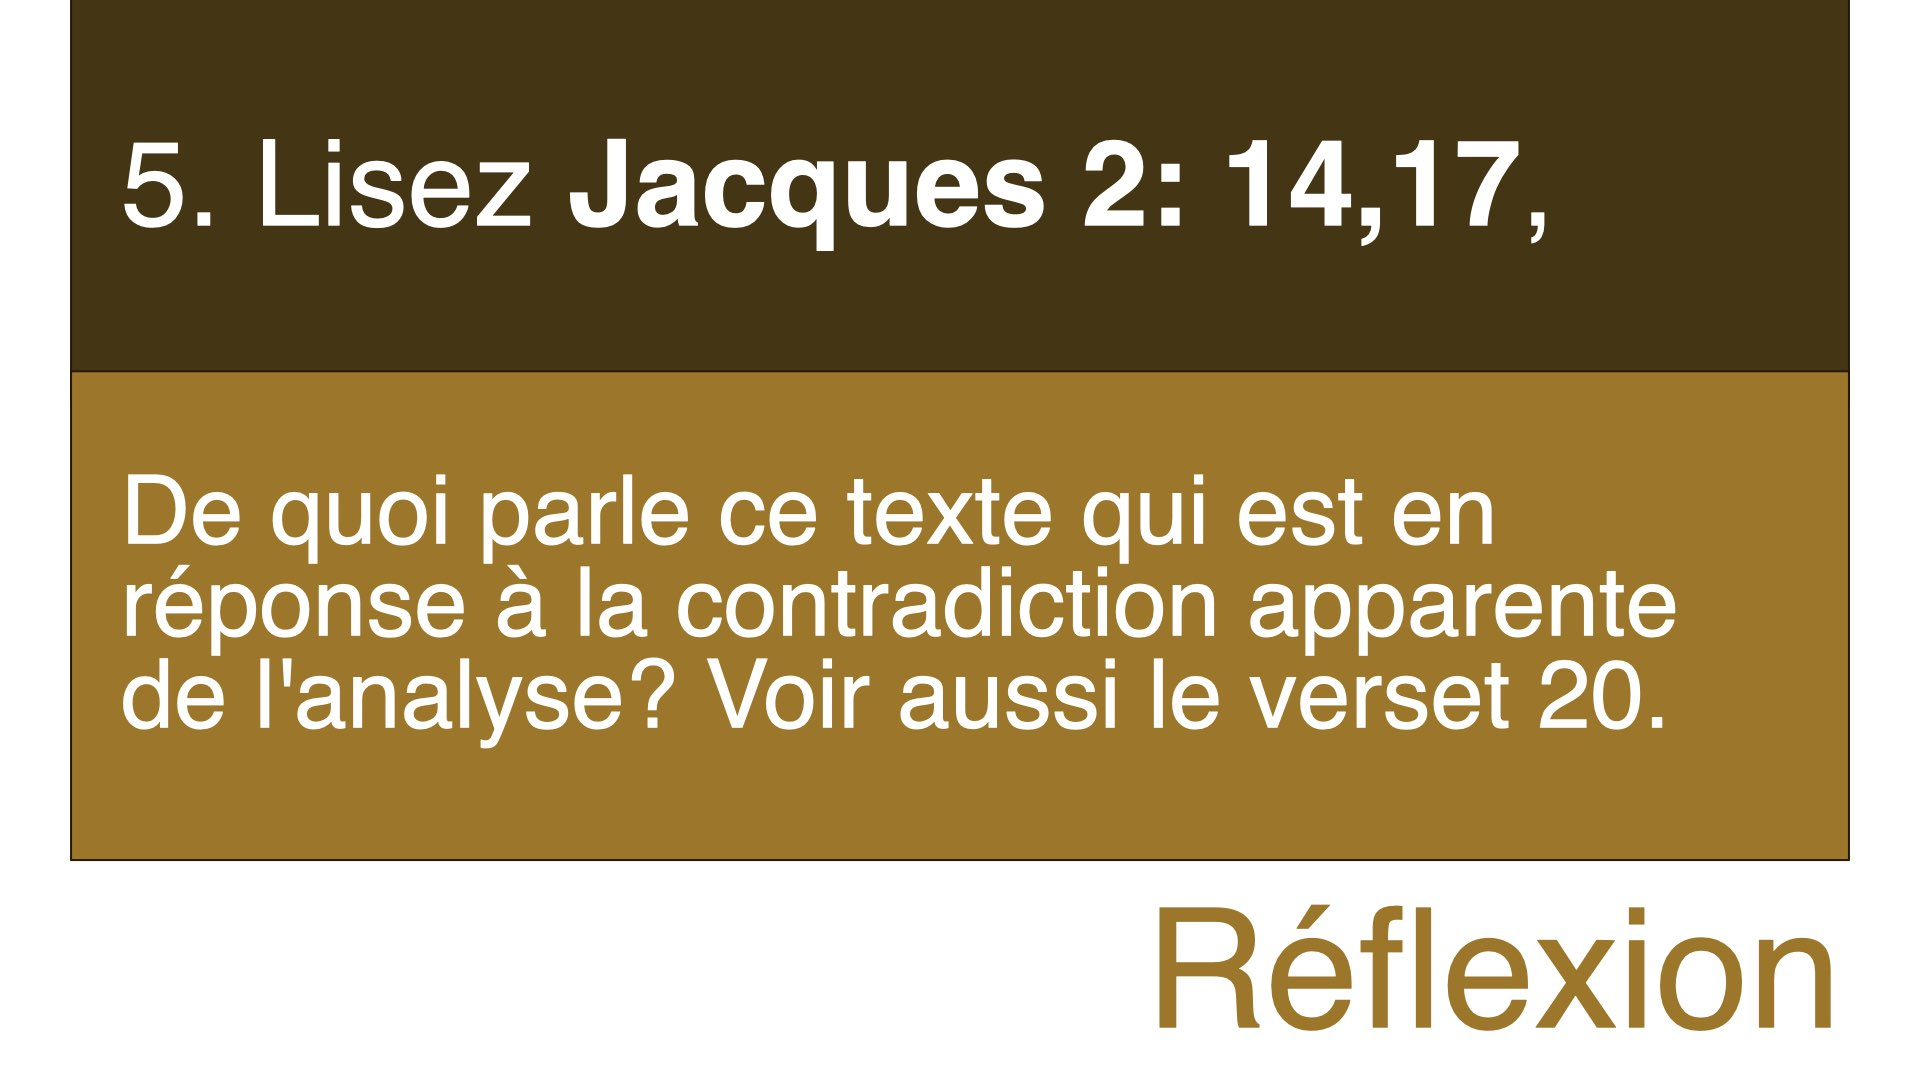 5. Lisez Jacques 2: 14,17,
De quoi parle ce texte qui est en
réponse à la contradiction apparente
de l'analyse? Voir aussi le verset 20.
Réflexion